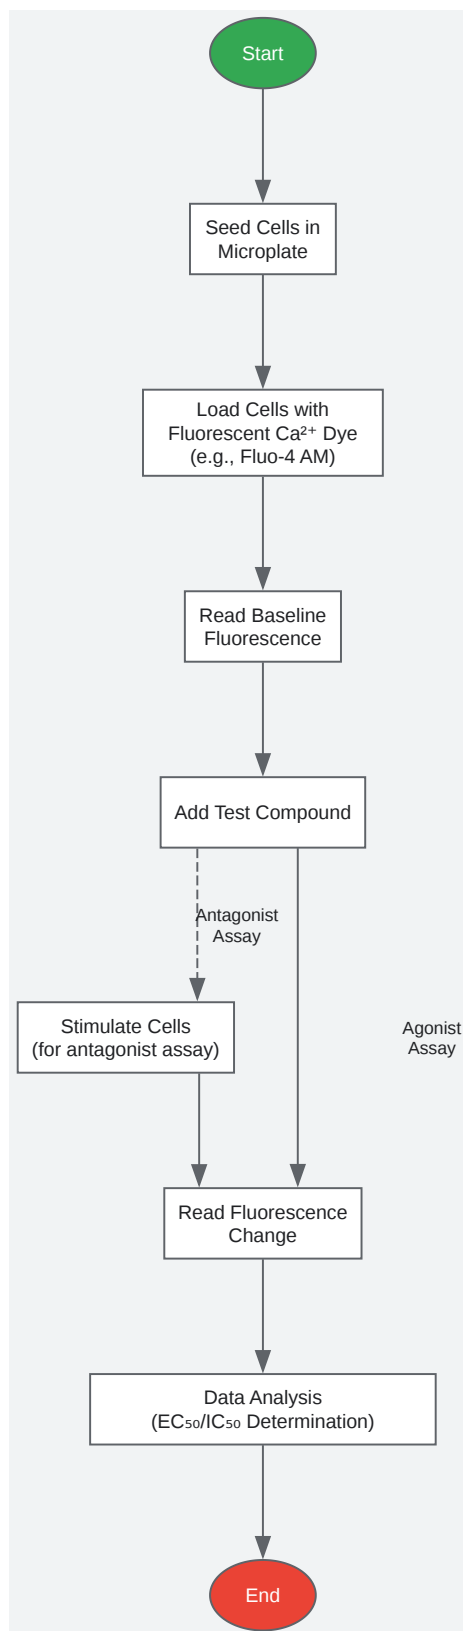 Start
Seed Cells in
Microplate
Load Cells with
Fluorescent Ca²⁺ Dye
(e.g., Fluo-4 AM)
Read Baseline
Fluorescence
Add Test Compound
Antagonist
Assay
Stimulate Cells
(for antagonist assay)
Agonist
Assay
Read Fluorescence
Change
Data Analysis
(EC₅₀/IC₅₀ Determination)
End